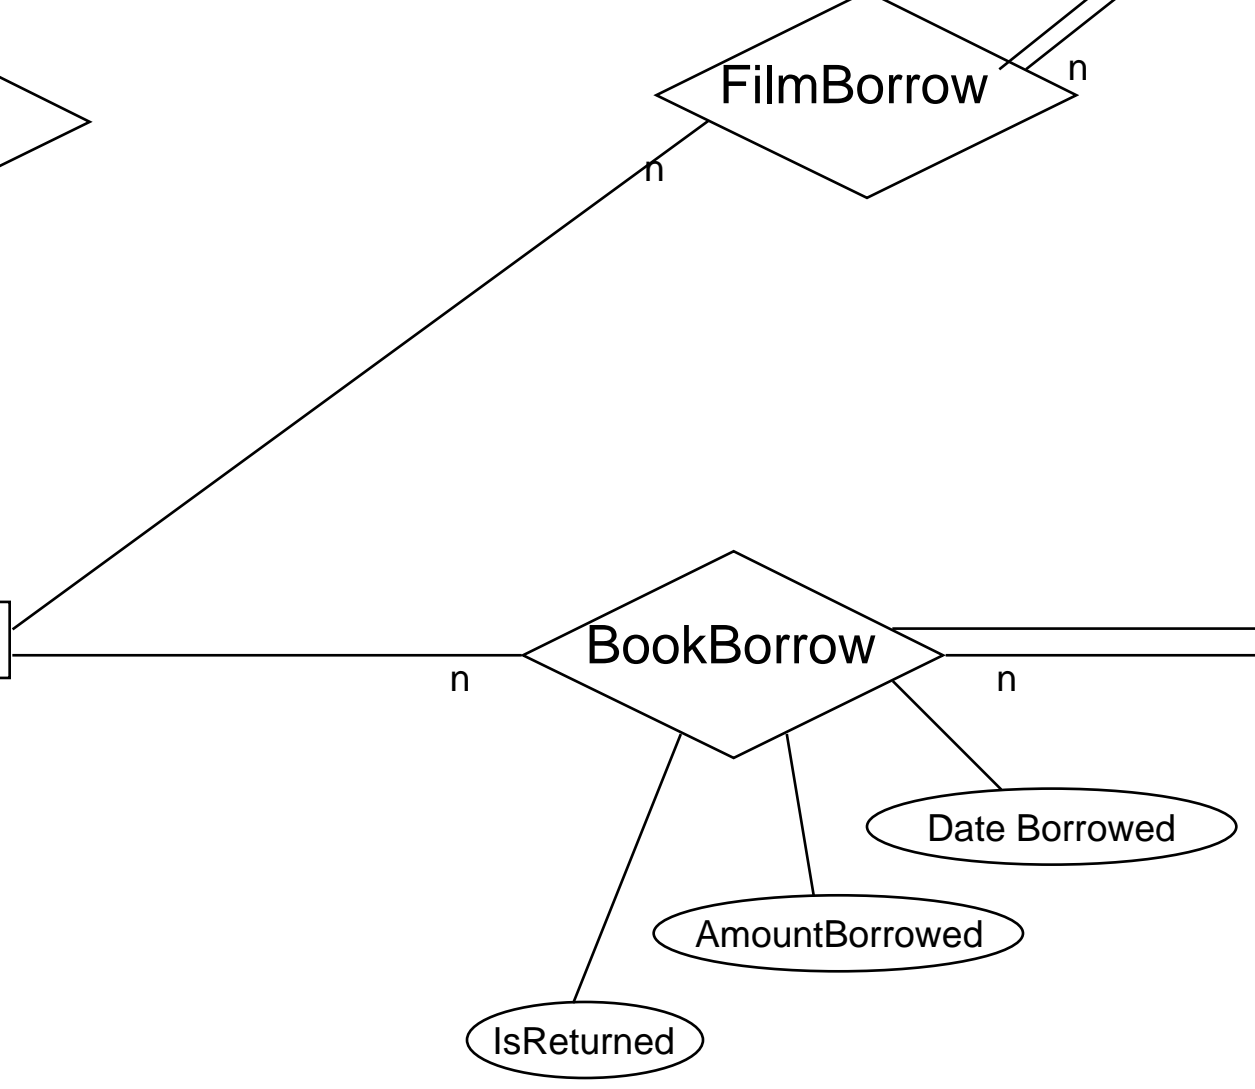 FilmBorrow
n
n
BookBorrow
n
n
Date Borrowed
AmountBorrowed
IsReturned